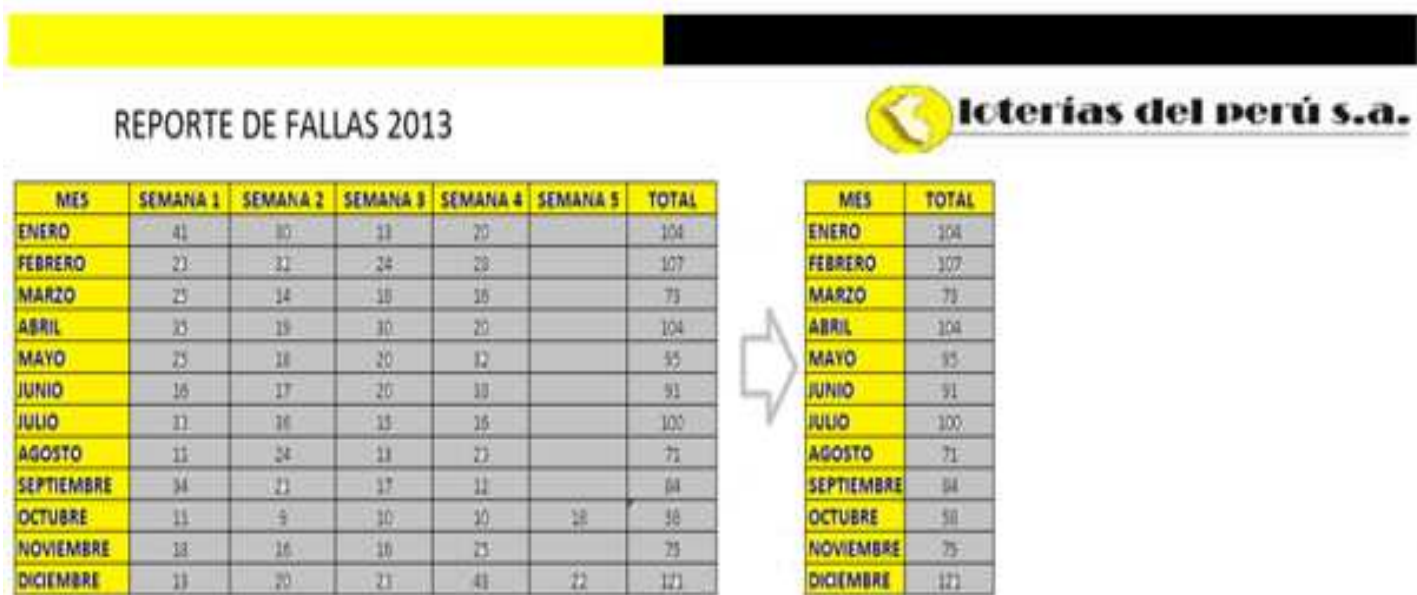 REPORTE DE FALLAS 2013
loterías del perú s.a.
MES SEMANA 1 SEMANA 2 SEMANA 3 SEMANA 4 SEMANA 5 TOTAL
ENERO 41 30 13 20 104
FEBRERO 23 32 24 28 107
MARZO 25 14 18 16 73
ABRIL 35 19 30 20 104
MAYO 25 18 20 32 95
JUNIO 16 17 20 38 91
JULIO 33 36 15 16 100
AGOSTO 11 24 13 23 71
SEPTIEMBRE 34 17 84
OCTUBRE 11 9 10 10 18 58
NOVIEMBRE 18 16 16 25 75
DICIEMBRE 13 20 23 43 22 121
MES TOTAL
ENERO 104
FEBRERO 107
MARZO 73
ABRIL 104
MAYO 95
JUNIO 91
JULIO 100
AGOSTO 71
SEPTIEMBRE 84
OCTUBRE 58
NOVIEMBRE 75
DICIEMBRE 121